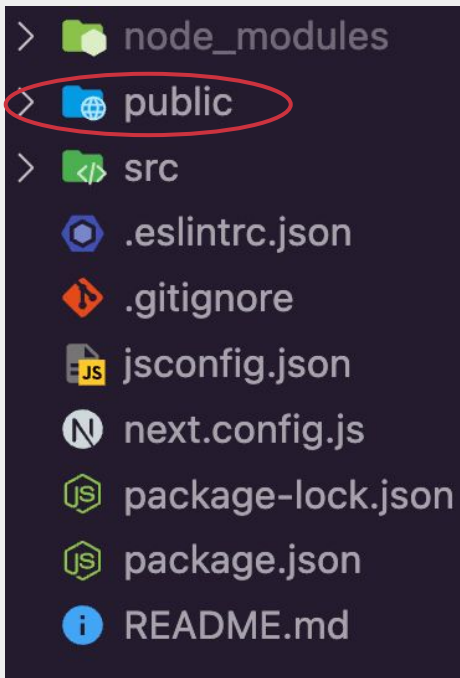 node_modules
public
src
.eslintrc.json
.gitignore
jsconfig.json
next.config.js
package-lock.json
package.json
README.md